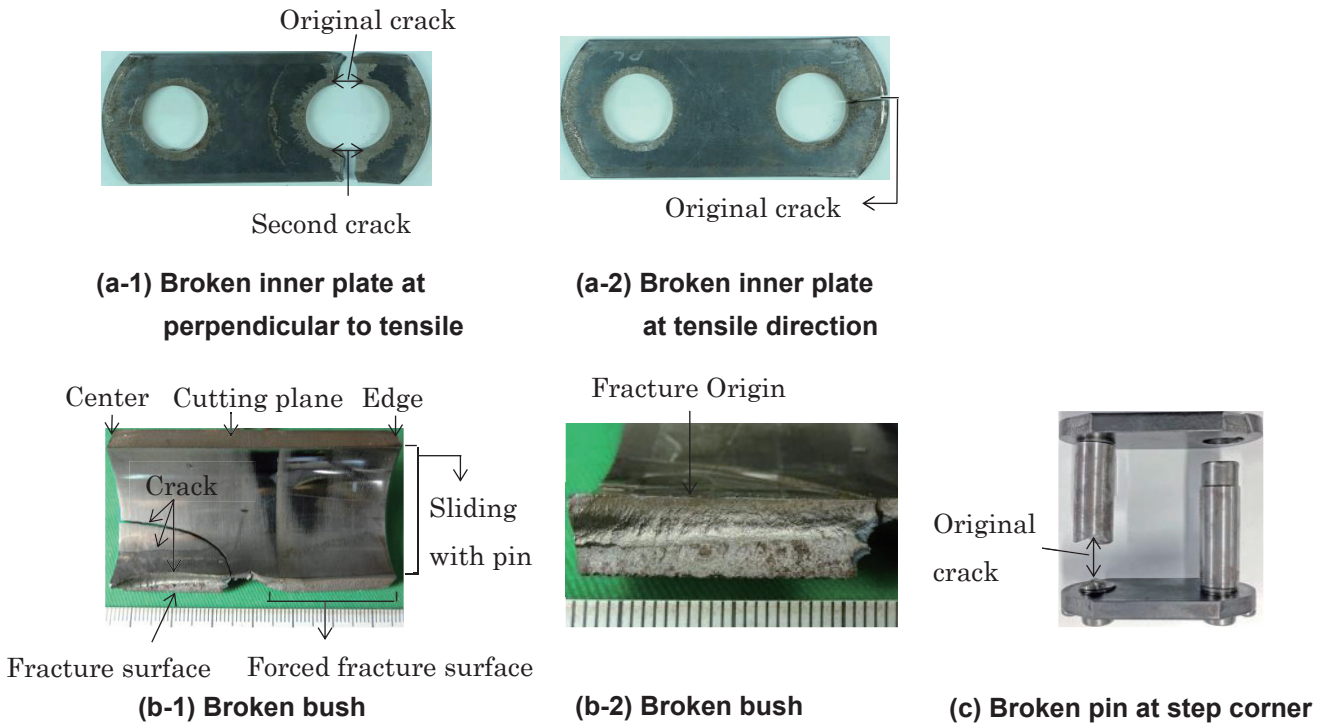 Original crack
Second crack
Original crack
(a-1) Broken inner plate at
perpendicular to tensile
(a-2) Broken inner plate
at tensile direction
Center Cutting plane Edge
Crack
Sliding
with pin
Fracture surface Forced fracture surface
(b-1) Broken bush
Fracture Origin
(b-2) Broken bush
Original
crack
(c) Broken pin at step corner